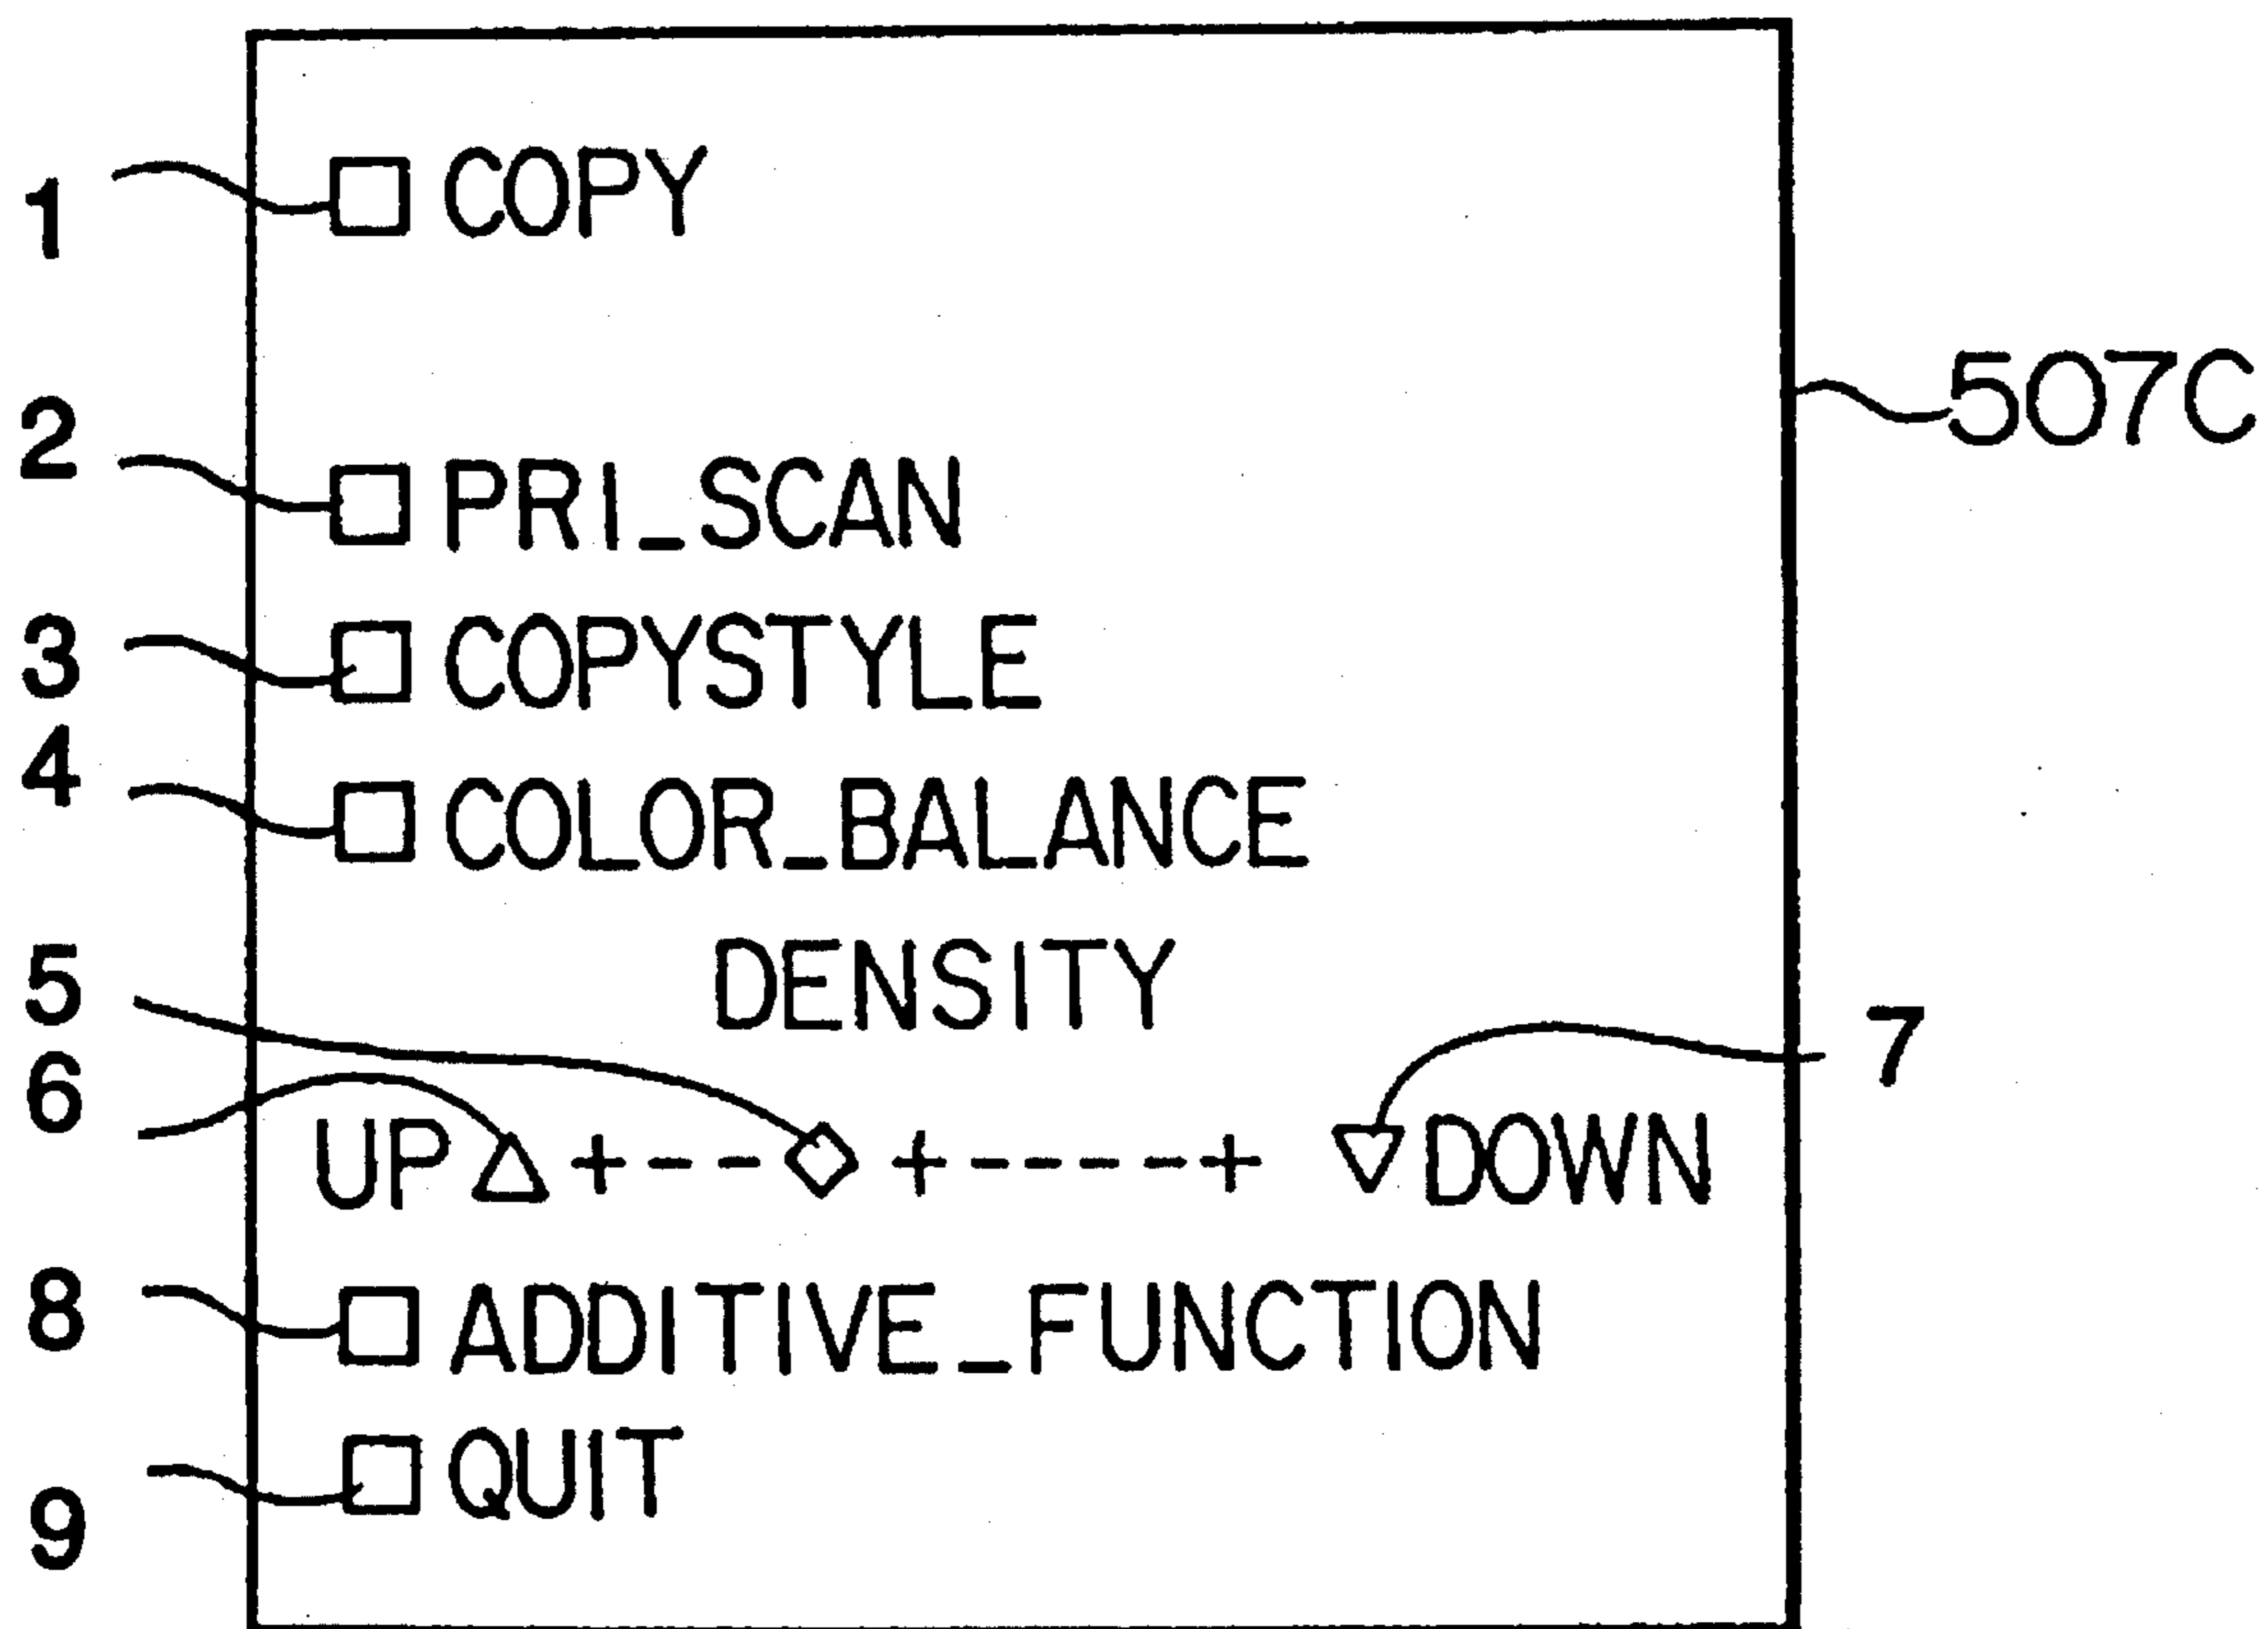 1 □ COPY
507C
2 □ PRI_SCAN
3 □ COPYSTYLE
4 □ COLOR_BALANCE
DENSITY
5
7
6
UP △ +---◇ +-----+ ▽ DOWN
8 □ ADDITIVE_FUNCTION
9 □ QUIT